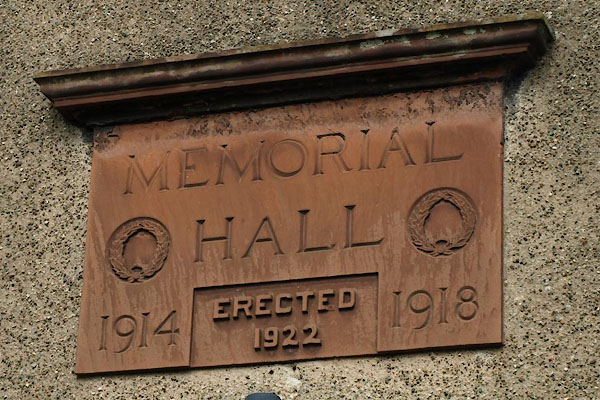 MEMORIAL
HALL
1914 1918
ERECTED
1922